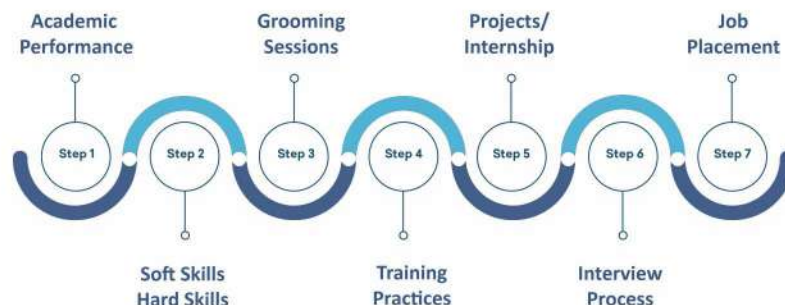 Academic
Performance
Grooming
Sessions
Projects/
Internship
Job
Placement
Step 1
Step 2
Step 3
Step 4
Step 5
Step 6
Step 7
Soft Skills
Hard Skills
Training
Practices
Interview
Process